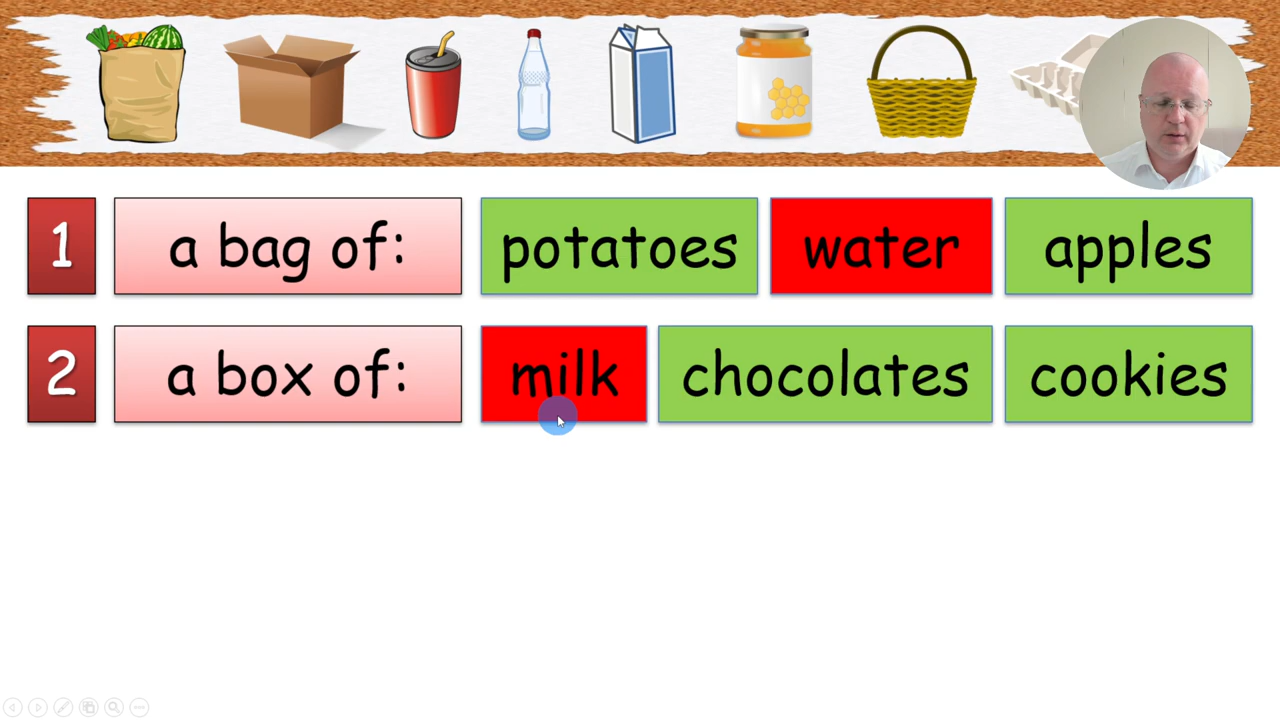 1 a bag of: potatoes water apples
2 a box of: milk chocolates cookies